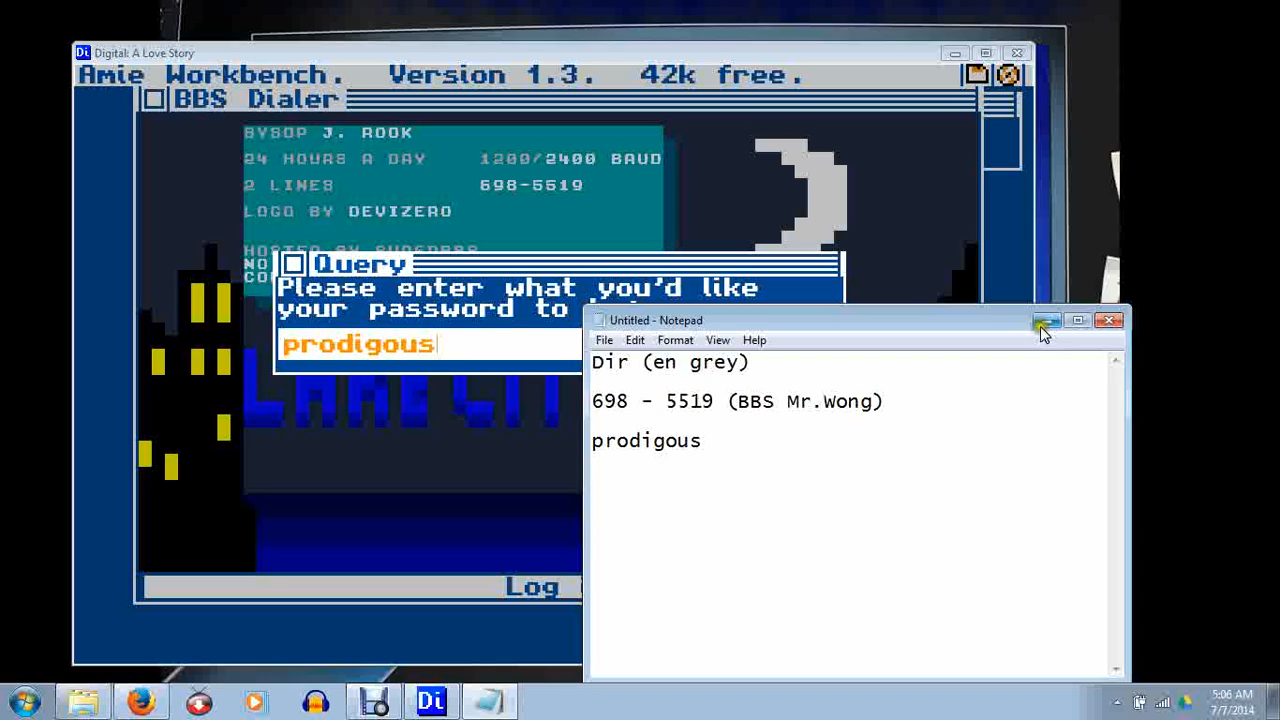 Digital: A Love Story
Amie Workbench. Version 1.3. 42k free.
BBS Dialer
SYSOP J. ROOK
24 HOURS A DAY 1200/2400 BAUD
2 LINES 698-5519
LOGO BY DEVIZERO
HOSTED BY
Query
Please enter what you'd like
your password to
prodigous
Log
Untitled - Notepad
File Edit Format View Help
Dir (en grey)
698 - 5519 (BBS Mr.Wong)
prodigous
Di
5:06 AM
7/7/2014